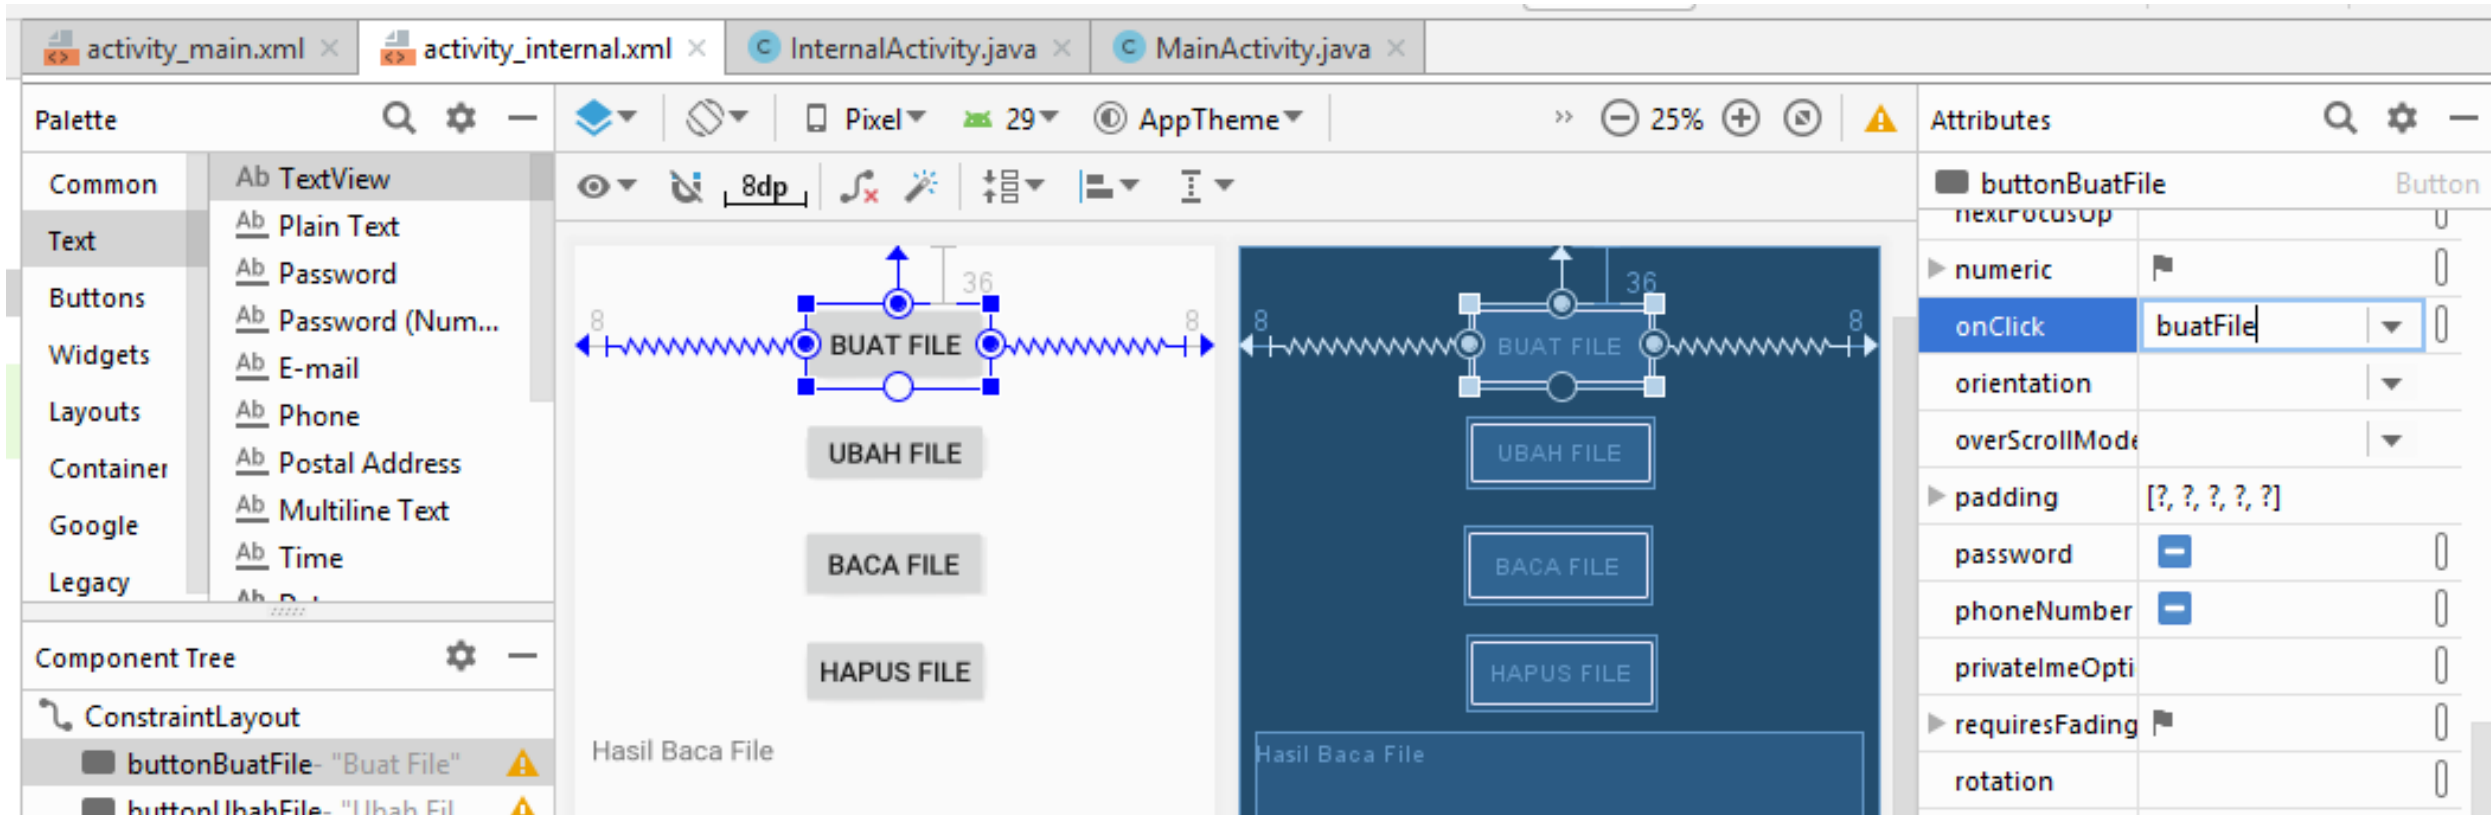 activity_main.xml
activity_internal.xml
InternalActivity.java
MainActivity.java
Palette
Pixel
29
AppTheme
25%
Attributes
8dp
Common
Text
Buttons
Widgets
Layouts
Container
Google
Legacy
Ab TextView
Ab Plain Text
Ab Password
Ab Password (Num...
Ab E-mail
Ab Phone
Ab Postal Address
Ab Multiline Text
Ab Time
Component Tree
ConstraintLayout
buttonBuatFile- "Buat File"
buttonUbahFile- "Ubah Fil
36
8
8
BUAT FILE
UBAH FILE
BACA FILE
HAPUS FILE
Hasil Baca File
36
8
8
BUAT FILE
UBAH FILE
BACA FILE
HAPUS FILE
Hasil Baca File
buttonBuatFile
Button
nextFocusUp
numeric
onClick buatFile
orientation
overScrollMode
padding [?, ?, ?, ?, ?]
password
phoneNumber
privateImeOpti
requiresFading
rotation